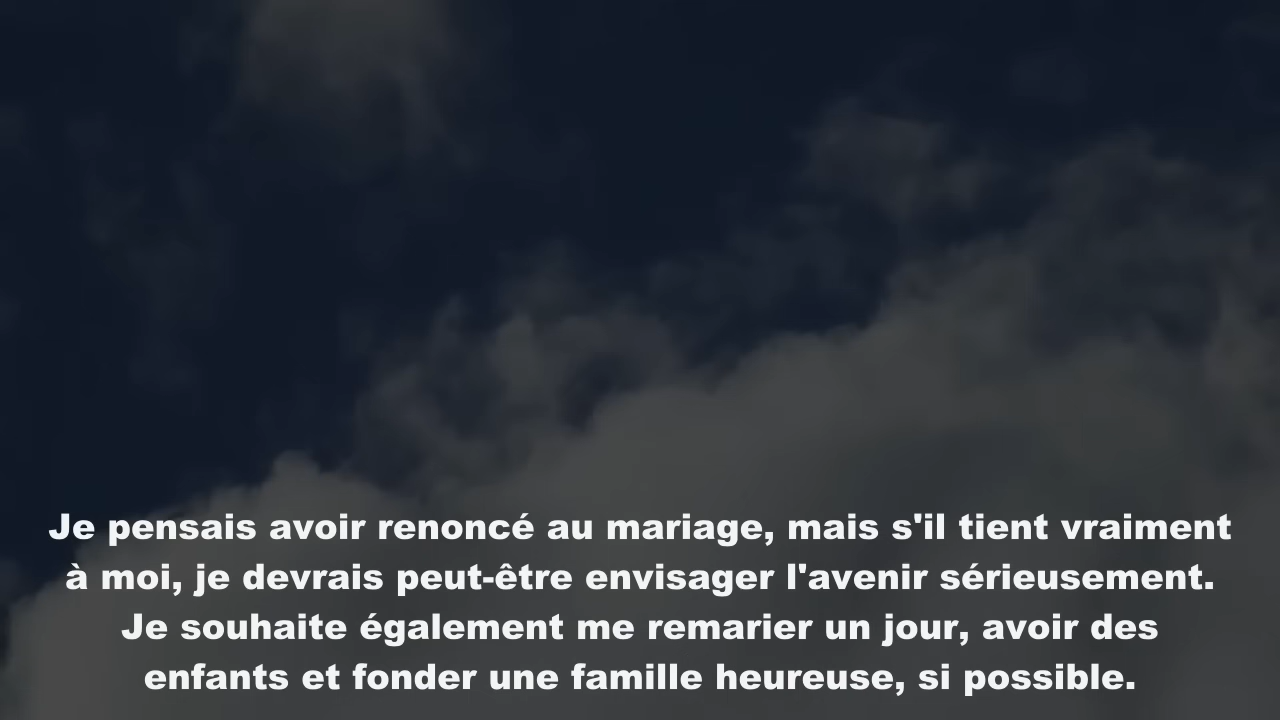 Je pensais avoir renoncé au mariage, mais s'il tient vraiment
à moi, je devrais peut-être envisager l'avenir sérieusement.
Je souhaite également me remarier un jour, avoir des
enfants et fonder une famille heureuse, si possible.